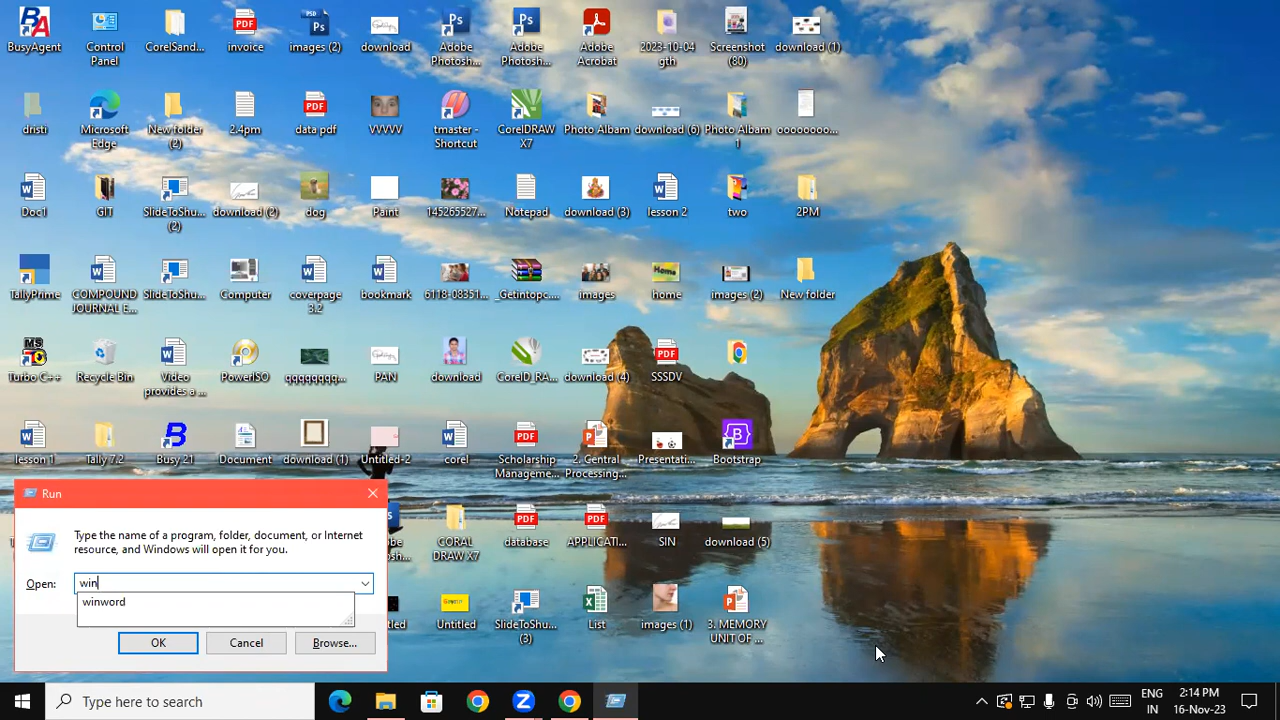 BusyAgent
Control
Panel
CorelSand...
invoice
images (2)
download
Adobe
Photosh...
Adobe
Photosh...
Adobe
Acrobat
2023-10-04
gth
Screenshot
(80)
download (1)
dristi
Microsoft
Edge
New folder
(2)
2.4pm
data pdf
VVVVV
tmaster -
Shortcut
CorelDRAW
X7
Photo Albam
download (6)
Photo Albam
1
oooooooo...
Doc1
GIT
SlideToShu...
(2)
download (2)
dog
Paint
145265527...
Notepad
download (3)
lesson 2
two
2PM
TallyPrime
COMPOUND
JOURNAL E...
SlideToShu...
Computer
coverpage
3.2
bookmark
6118-08351...
_Getintopc....
images
home
images (2)
New folder
Turbo C++
Recycle Bin
Video
provides a ...
PowerISO
qqqqqqqq...
PAN
download
CorelD_RA...
download (4)
SSSDV
lesson 1
Tally 7.2
Busy 21
Document
download (1)
Untitled-2
corel
Scholarship
Manageme...
2. Central
Processing...
Presentati...
Bootstrap
CORAL
DRAW X7
database
APPLICATI...
SIN
download (5)
Untitled
SlideToShu...
(3)
List
images (1)
3. MEMORY
UNIT OF ...
Run
Type the name of a program, folder, document, or Internet
resource, and Windows will open it for you.
Open:
win
winword
OK
Cancel
Browse...
Type here to search
ENG
IN
2:14 PM
16-Nov-23